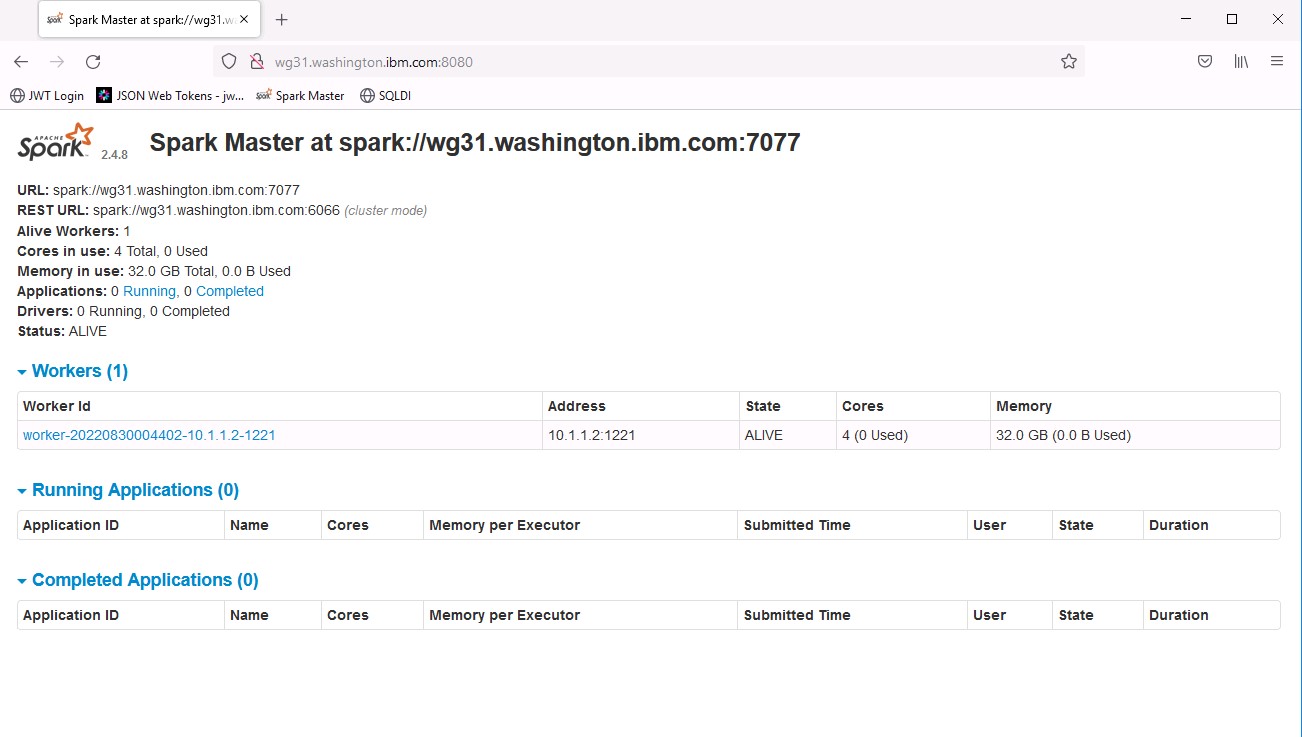 Spark Master at spark://wg31.w
wg31.washington.ibm.com:8080
JWT Login JSON Web Tokens - jw... Spark Master SQLDI
APACHE Spark 2.4.8 Spark Master at spark://wg31.washington.ibm.com:7077
URL: spark://wg31.washington.ibm.com:7077
REST URL: spark://wg31.washington.ibm.com:6066 (cluster mode)
Alive Workers: 1
Cores in use: 4 Total, 0 Used
Memory in use: 32.0 GB Total, 0.0 B Used
Applications: 0 Running, 0 Completed
Drivers: 0 Running, 0 Completed
Status: ALIVE
Workers (1)
Worker Id Address State Cores Memory
worker-20220830004402-10.1.1.2-1221 10.1.1.2:1221 ALIVE 4 (0 Used) 32.0 GB (0.0 B Used)
Running Applications (0)
Application ID Name Cores Memory per Executor Submitted Time User State Duration
Completed Applications (0)
Application ID Name Cores Memory per Executor Submitted Time User State Duration